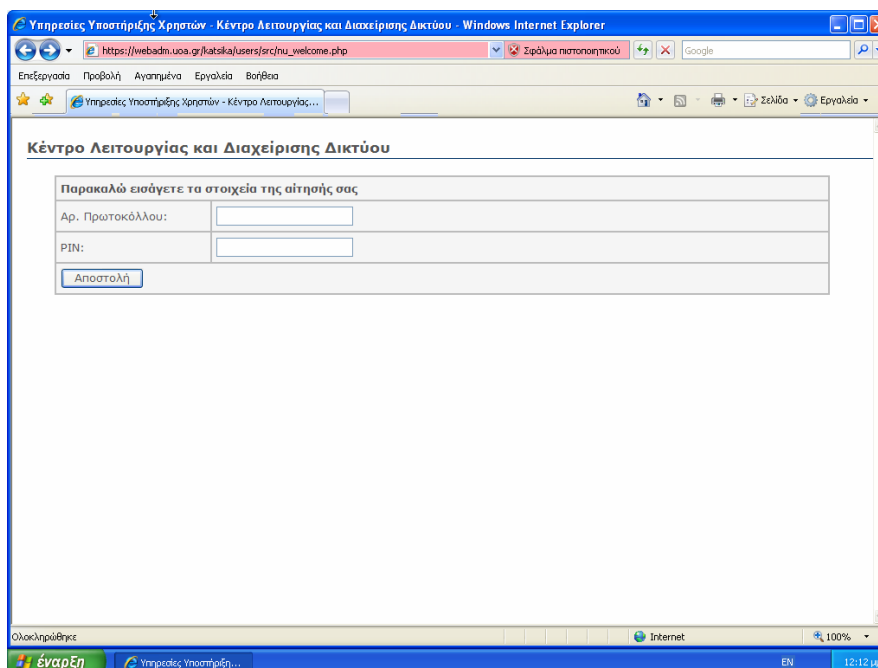 Υπηρεσίες Υποστήριξης Χρηστών - Κέντρο Λειτουργίας και Διαχείρισης Δικτύου - Windows Internet Explorer
https://webadm.uoa.gr/katsika/users/src/nu_welcome.php
Σφάλμα πιστοποιητικού
Google
Επεξεργασία Προβολή Αγαπημένα Εργαλεία Βοήθεια
Υπηρεσίες Υποστήριξης Χρηστών - Κέντρο Λειτουργίας...
Σελίδα
Εργαλεία
Κέντρο Λειτουργίας και Διαχείρισης Δικτύου
Παρακαλώ εισάγετε τα στοιχεία της αίτησής σας
Αρ. Πρωτοκόλλου:
PIN:
Αποστολή
Ολοκληρώθηκε
Internet
100%
έναρξη
Υπηρεσίες Υποστήριξη...
EN
12:12 μμ